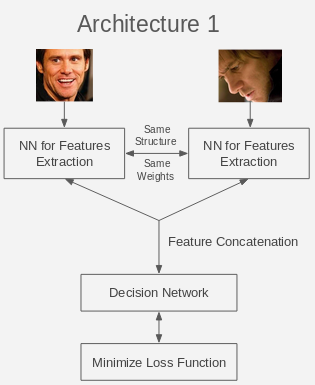 Architecture 1
NN for Features
Extraction
Same
Structure
Same
Weights
NN for Features
Extraction
Feature Concatenation
Decision Network
Minimize Loss Function